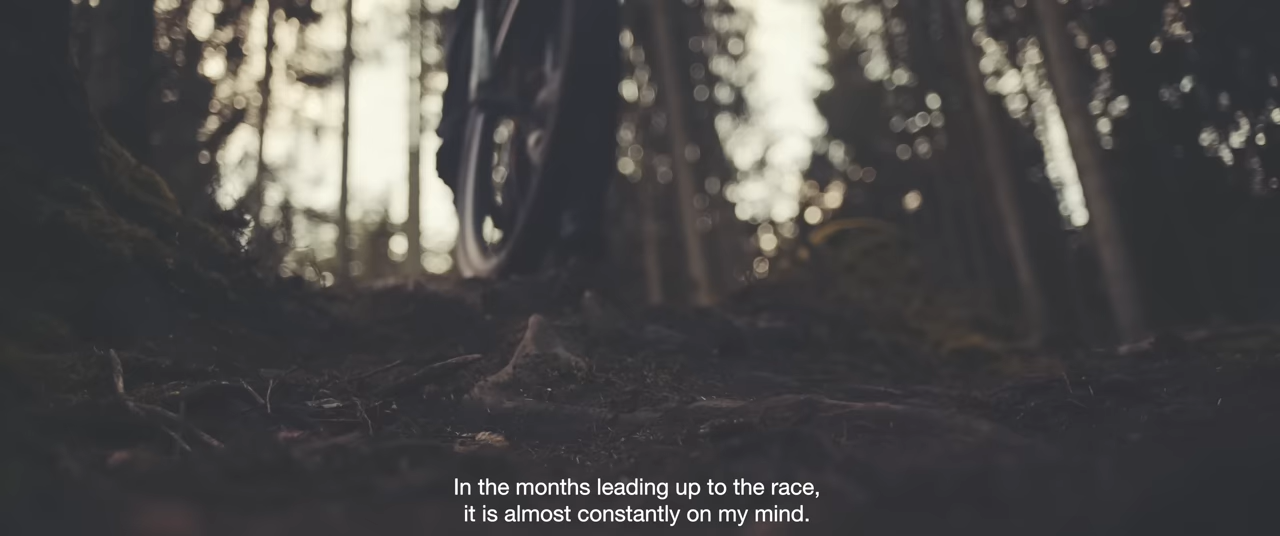 In the months leading up to the race,
it is almost constantly on my mind.